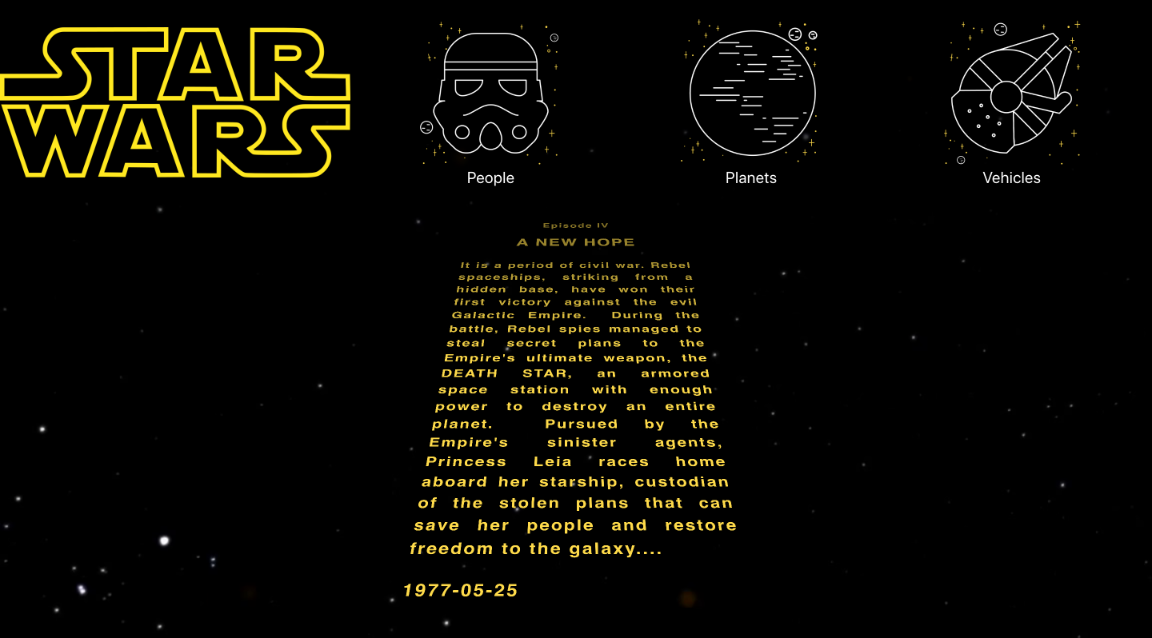 STAR
WARS
People
Planets
Vehicles
Episode IV
A NEW HOPE
It is a period of civil war. Rebel
spaceships, striking from a
hidden base, have won their
first victory against the evil
Galactic Empire. During the
battle, Rebel spies managed to
steal secret plans to the
Empire's ultimate weapon, the
DEATH STAR, an armored
space station with enough
power to destroy an entire
planet. Pursued by the
Empire's sinister agents,
Princess Leia races home
aboard her starship, custodian
of the stolen plans that can
save her people and restore
freedom to the galaxy....
1977-05-25